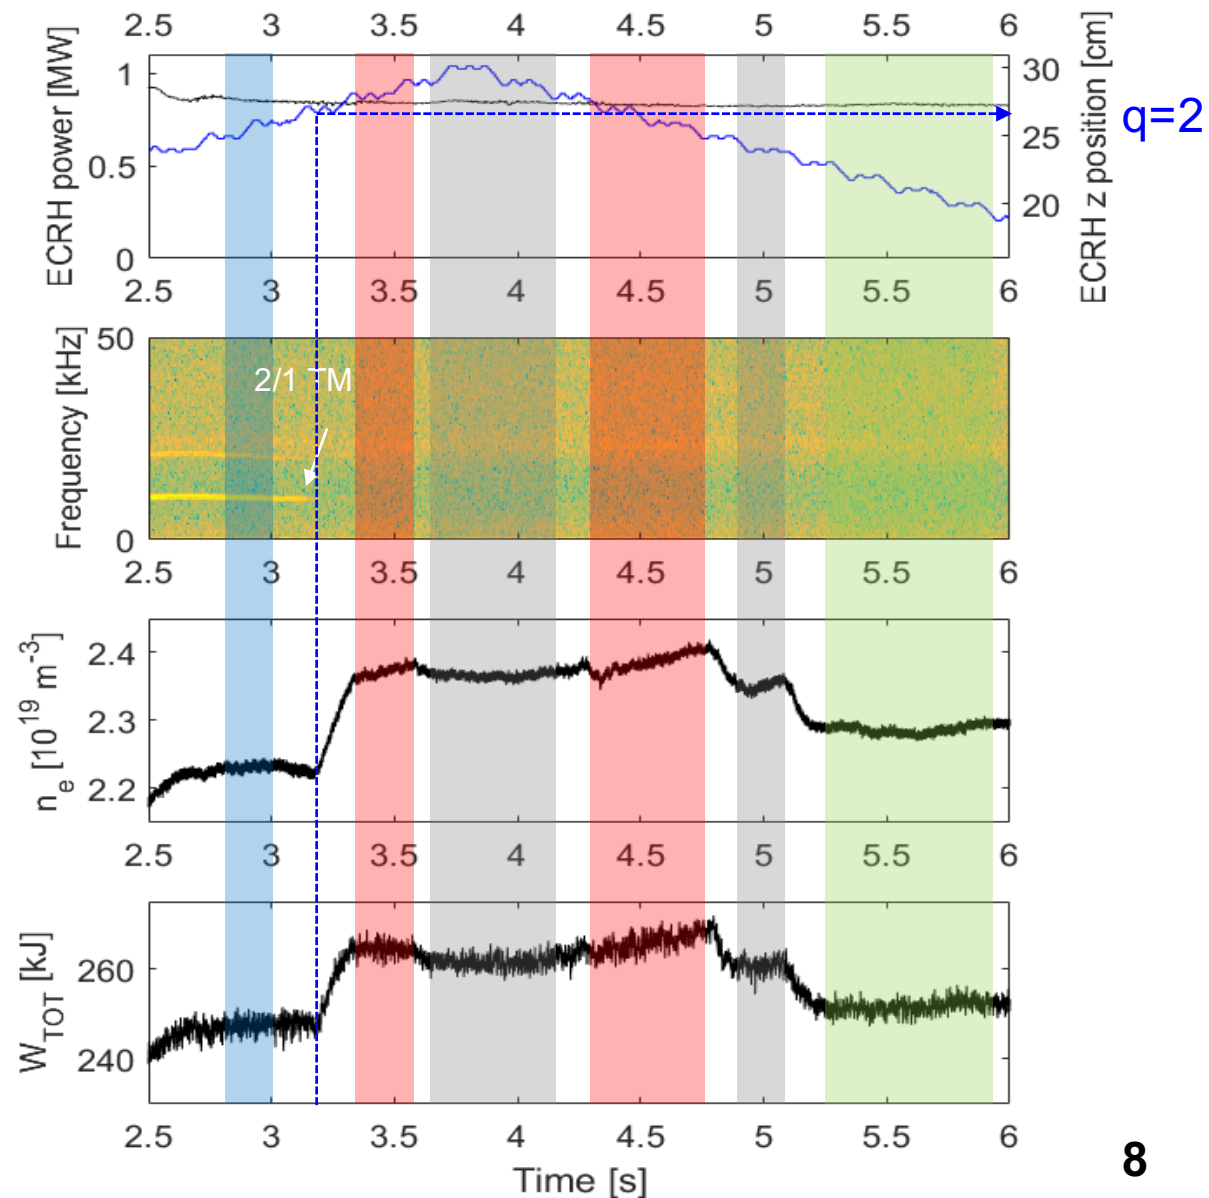 2.5 3 3.5 4 4.5 5 5.5 6
ECRH power [MW]
1
0.5
0
30
25
20
ECRH z position [cm]
q=2
2.5 3 3.5 4 4.5 5 5.5 6
Frequency [kHz]
50
0
2/1 TM
2.5 3 3.5 4 4.5 5 5.5 6
n_e [10^19 m^-3]
2.4
2.3
2.2
2.5 3 3.5 4 4.5 5 5.5 6
W_TOT [kJ]
260
240
2.5 3 3.5 4 4.5 5 5.5 6
Time [s]
8